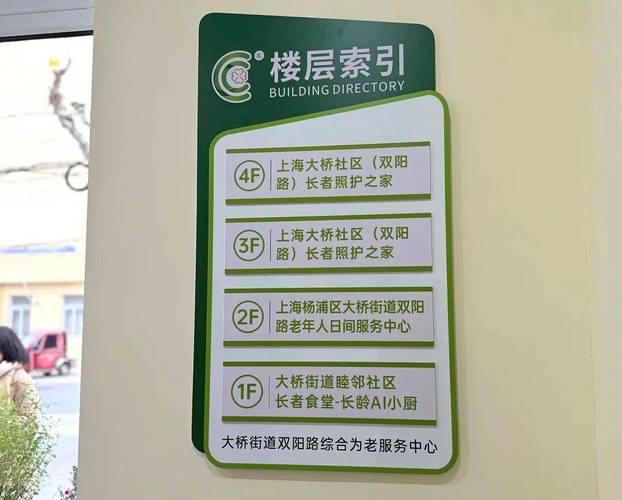 楼层索引
BUILDING DIRECTORY
4F
上海大桥社区（双阳
路）长者照护之家
3F
上海大桥社区（双阳
路）长者照护之家
2F
上海杨浦区大桥街道双阳
路老年人日间服务中心
1F
大桥街道睦邻社区
长者食堂-长龄AI小厨
大桥街道双阳路综合为老服务中心